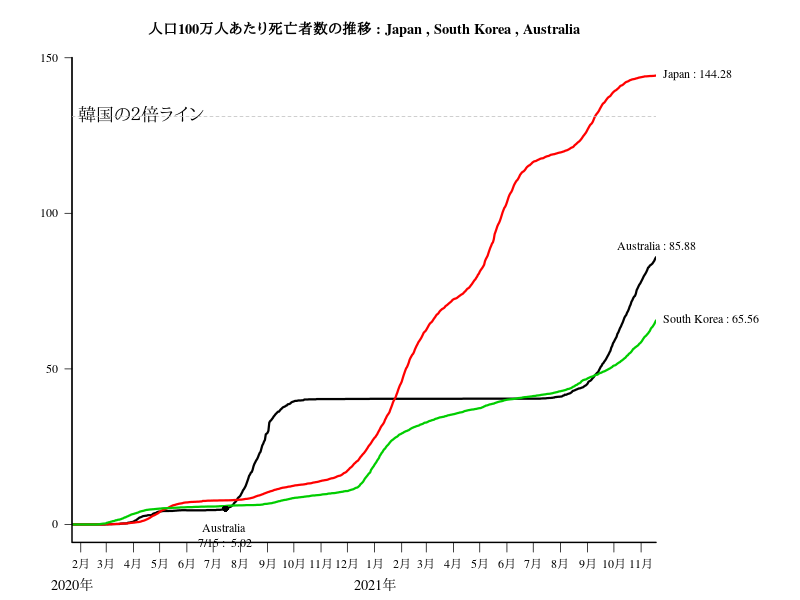 人口100万人あたり死亡者数の推移 : Japan , South Korea , Australia
150
Japan : 144.28
韓国の2倍ライン
100
Australia : 85.88
50
South Korea : 65.56
0
Australia
7/15 : 5.02
2月 3月 4月 5月 6月 7月 8月 9月 10月 11月 12月 1月 2月 3月 4月 5月 6月 7月 8月 9月 10月 11月
2020年 2021年